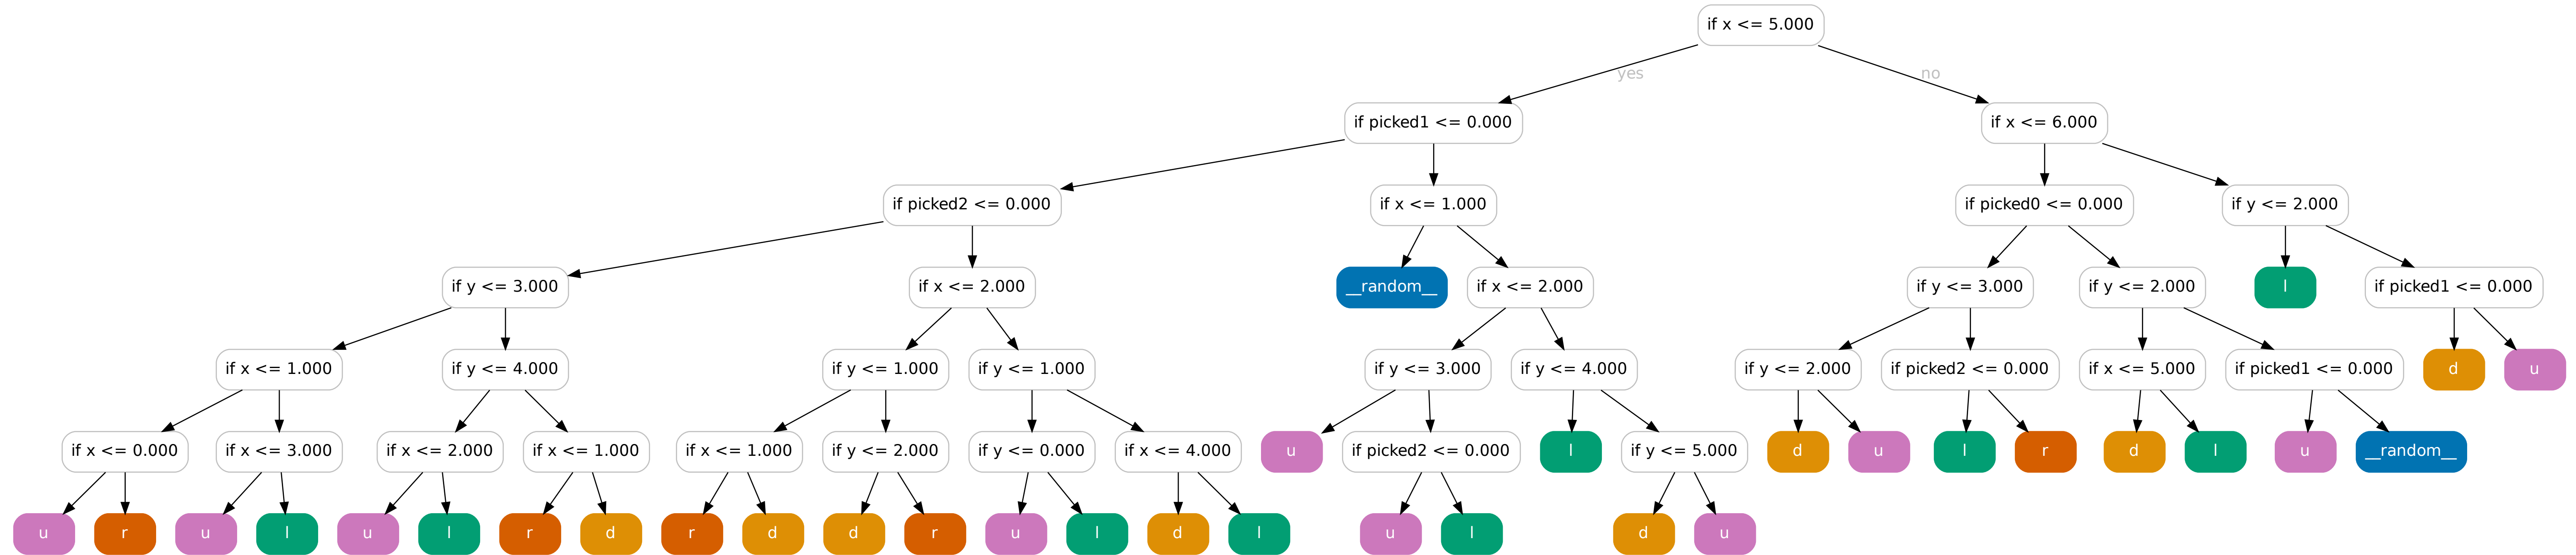 if x <= 5.000
yes
no
if picked1 <= 0.000
if x <= 6.000
if picked2 <= 0.000
if x <= 1.000
if picked0 <= 0.000
if y <= 2.000
if y <= 3.000
if x <= 2.000
__random__
if x <= 2.000
if y <= 3.000
if y <= 2.000
l
if picked1 <= 0.000
if x <= 1.000
if y <= 4.000
if y <= 1.000
if y <= 1.000
if y <= 3.000
if y <= 4.000
if y <= 2.000
if picked2 <= 0.000
if x <= 5.000
if picked1 <= 0.000
d
u
if x <= 0.000
if x <= 3.000
if x <= 2.000
if x <= 1.000
if x <= 1.000
if y <= 2.000
if y <= 0.000
if x <= 4.000
u
if picked2 <= 0.000
l
if y <= 5.000
d
u
l
r
d
l
u
__random__
u
r
u
l
u
l
r
d
r
d
d
r
u
l
d
l
u
l
d
u